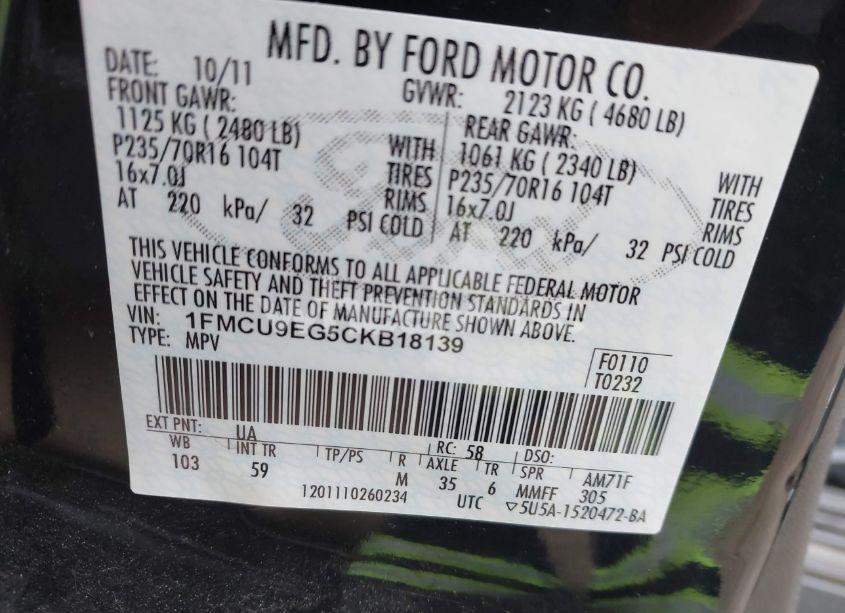 MFD. BY FORD MOTOR CO.
DATE: 10/11 GVWR: 2123 KG ( 4680 LB)
FRONT GAWR: REAR GAWR:
1125 KG ( 2480 LB) WITH 1061 KG ( 2340 LB) WITH
P235/70R16 104T TIRES P235/70R16 104T TIRES
16x7.0J RIMS 16x7.0J RIMS
AT 220 kPa/ 32 PSI COLD AT 220 kPa/ 32 PSI COLD
THIS VEHICLE CONFORMS TO ALL APPLICABLE FEDERAL MOTOR
VEHICLE SAFETY AND THEFT PREVENTION STANDARDS IN
EFFECT ON THE DATE OF MANUFACTURE SHOWN ABOVE.
VIN: 1FMCU9EG5CKB18139
TYPE: MPV
F0110
T0232
EXT PNT: UA RC: 58 DSO:
WB INT TR TP/PS R AXLE TR SPR AM71F
103 59 M 35 6 MMFF 305
1201110260234 UTC ▽5U5A-1520472-BA